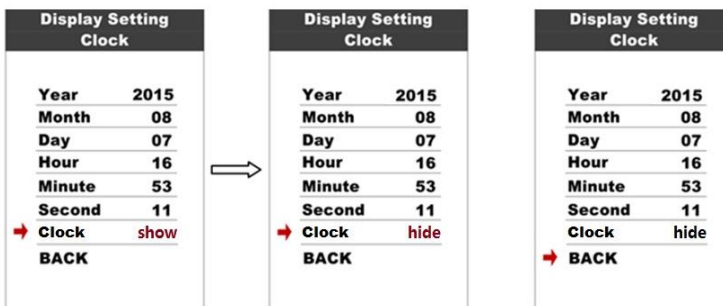 Display Setting
Clock
Year 2015
Month 08
Day 07
Hour 16
Minute 53
Second 11
Clock show
BACK
Display Setting
Clock
Year 2015
Month 08
Day 07
Hour 16
Minute 53
Second 11
Clock hide
BACK
Display Setting
Clock
Year 2015
Month 08
Day 07
Hour 16
Minute 53
Second 11
Clock hide
BACK